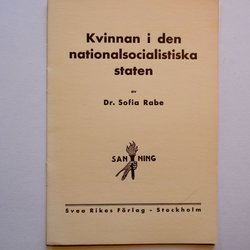 Kvinnan i den
nationalsocialistiska
staten
av
Dr. Sofia Rabe
SAN NING
Svea Rikes Förlag - Stockholm